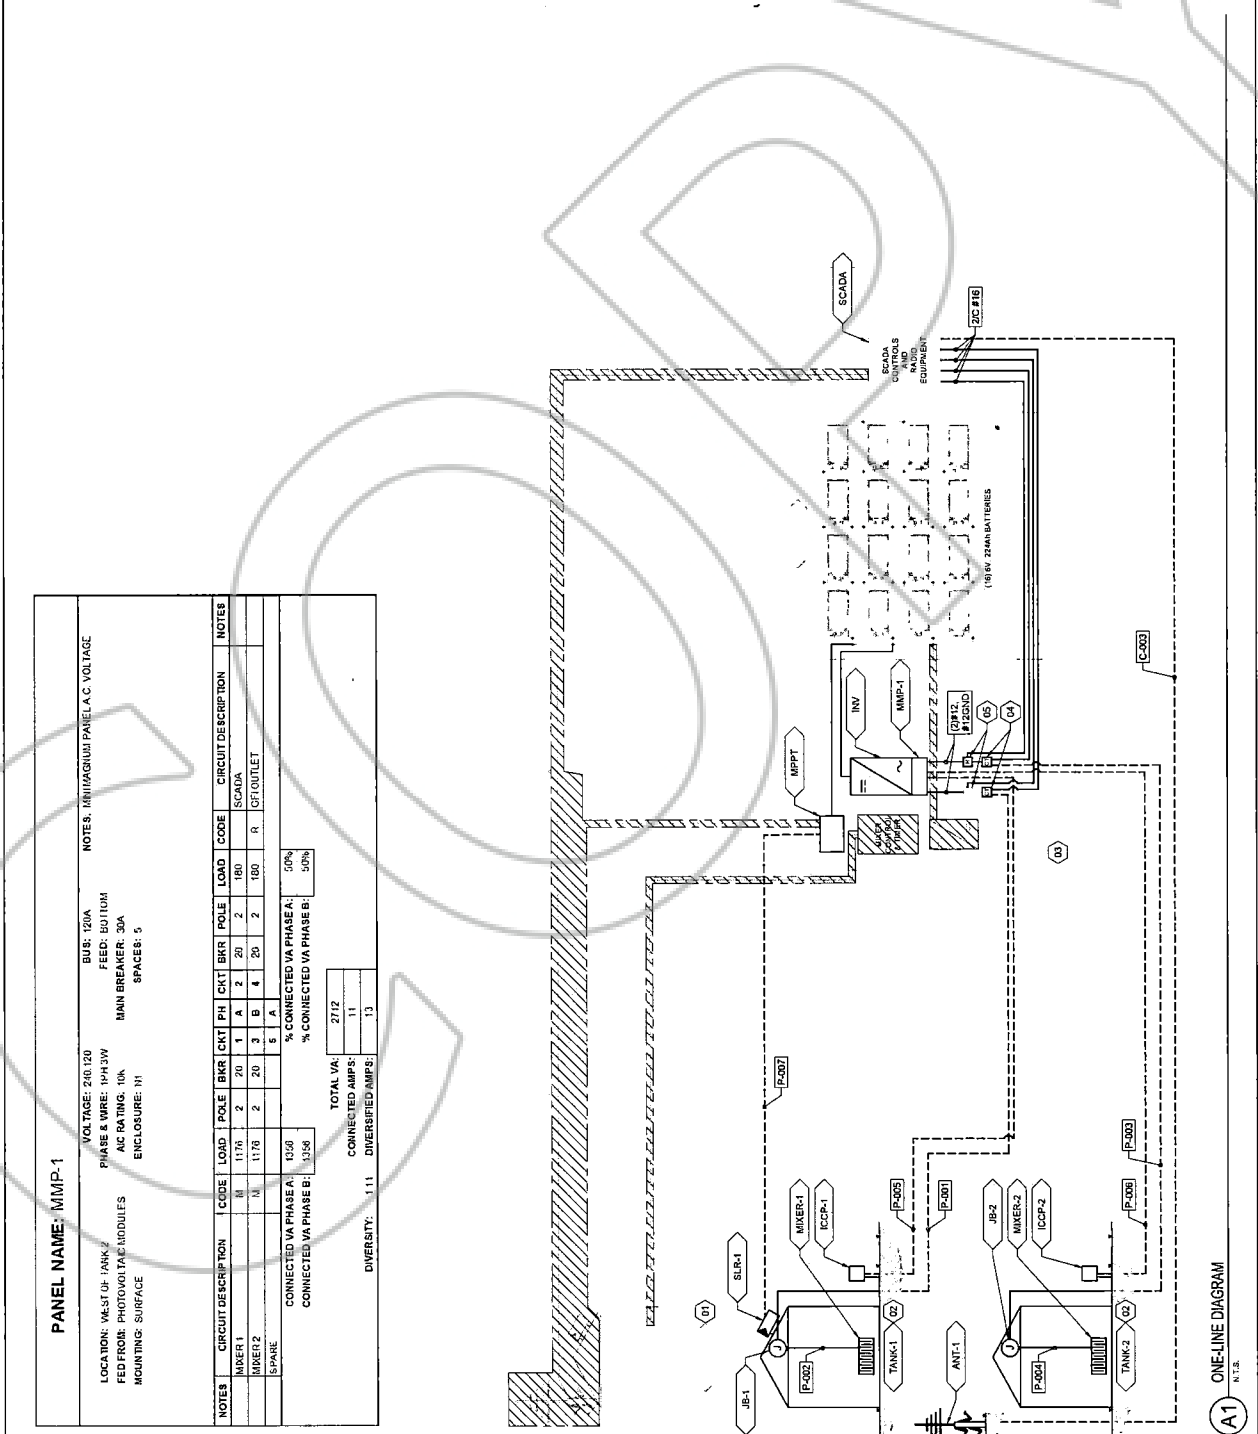 PANEL NAME: MMP-1
LOCATION: WEST OF TANK 2
VOLTAGE: 240.120
BUS: 120A
NOTES: MINIMAGNUM PANEL A.C. VOLTAGE
FED FROM: PHOTOVOLTAIC MODULES
PHASE & WIRE: 1PH 3W
FEED: BOTTOM
MOUNTING: SURFACE
AIC RATING: 10K
MAIN BREAKER: 30A
ENCLOSURE: N1
SPACES: 5
NOTES CIRCUIT DESCRIPTION CODE LOAD POLE BKR CKT PH CKT BKR POLE LOAD CODE CIRCUIT DESCRIPTION NOTES
MIXER 1 M 1176 2 20 1 A 2 20 2 180 SCADA
MIXER 2 M 1176 2 20 3 B 4 20 2 180 R GFI OUTLET
SPARE 5 A
CONNECTED VA PHASE A: 1356 % CONNECTED VA PHASE A: 50%
CONNECTED VA PHASE B: 1356 % CONNECTED VA PHASE B: 50%
TOTAL VA: 2712
CONNECTED AMPS: 11
DIVERSITY: 1.11 DIVERSIFIED AMPS: 13
SCADA
SCADA
CONTROLS
AND
RADIO
EQUIPMENT
2/C #16
(16) 6V 224Ah BATTERIES
MPPT
INV
MMP-1
(2)#12,
#12GND
05
04
MIXER
CONTROL
03
C-003
P-007
P-003
P-006
P-005
P-001
SLR-1
MIXER-1
ICCP-1
JB-2
MIXER-2
ICCP-2
01
JB-1
J
P-002
TANK-1
02
ANT-1
J
P-004
TANK-2
02
A1
ONE-LINE DIAGRAM
N.T.S.
COPY